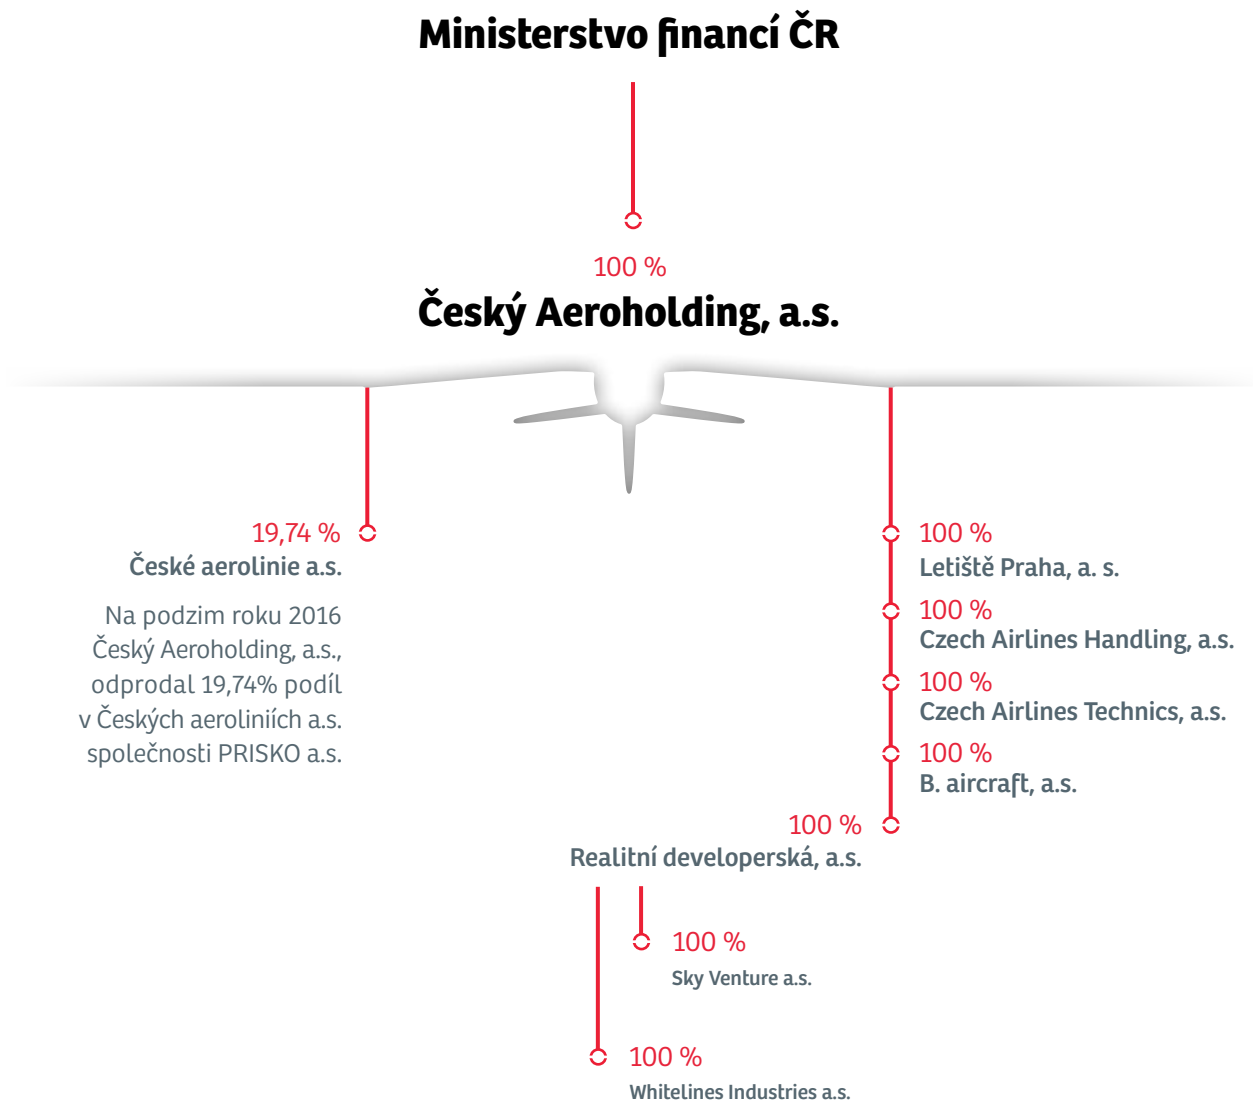 Ministerstvo financí ČR
100 %
Český Aeroholding, a.s.
19,74 %
České aerolinie a.s.
Na podzim roku 2016
Český Aeroholding, a.s.,
odprodal 19,74% podíl
v Českých aeroliniích a.s.
společnosti PRISKO a.s.
100 %
Letiště Praha, a. s.
100 %
Czech Airlines Handling, a.s.
100 %
Czech Airlines Technics, a.s.
100 %
B. aircraft, a.s.
100 %
Realitní developerská, a.s.
100 %
Sky Venture a.s.
100 %
Whitelines Industries a.s.